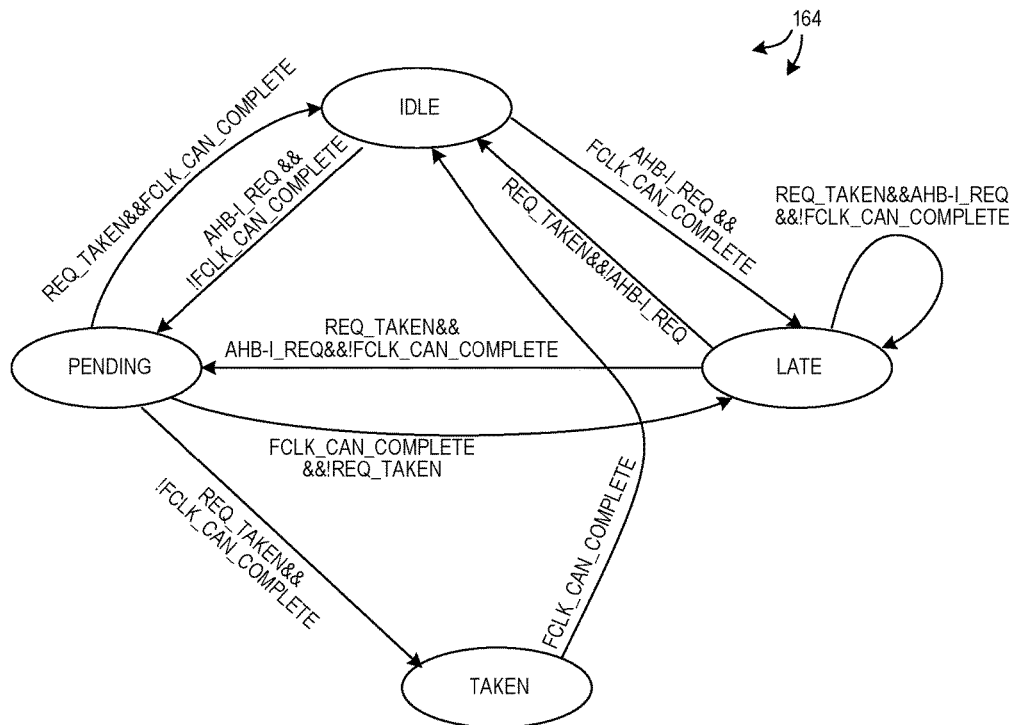 164
IDLE
REQ_TAKEN&&FCLK_CAN_COMPLETE
AHB-I_REQ &&
!FCLK_CAN_COMPLETE
AHB-I_REQ &&
FCLK_CAN_COMPLETE
REQ_TAKEN&&!AHB-I_REQ
REQ_TAKEN&&AHB-I_REQ
&&!FCLK_CAN_COMPLETE
REQ_TAKEN&&
AHB-I_REQ&&!FCLK_CAN_COMPLETE
PENDING
LATE
FCLK_CAN_COMPLETE
&&!REQ_TAKEN
REQ_TAKEN&&
!FCLK_CAN_COMPLETE
FCLK_CAN_COMPLETE
TAKEN